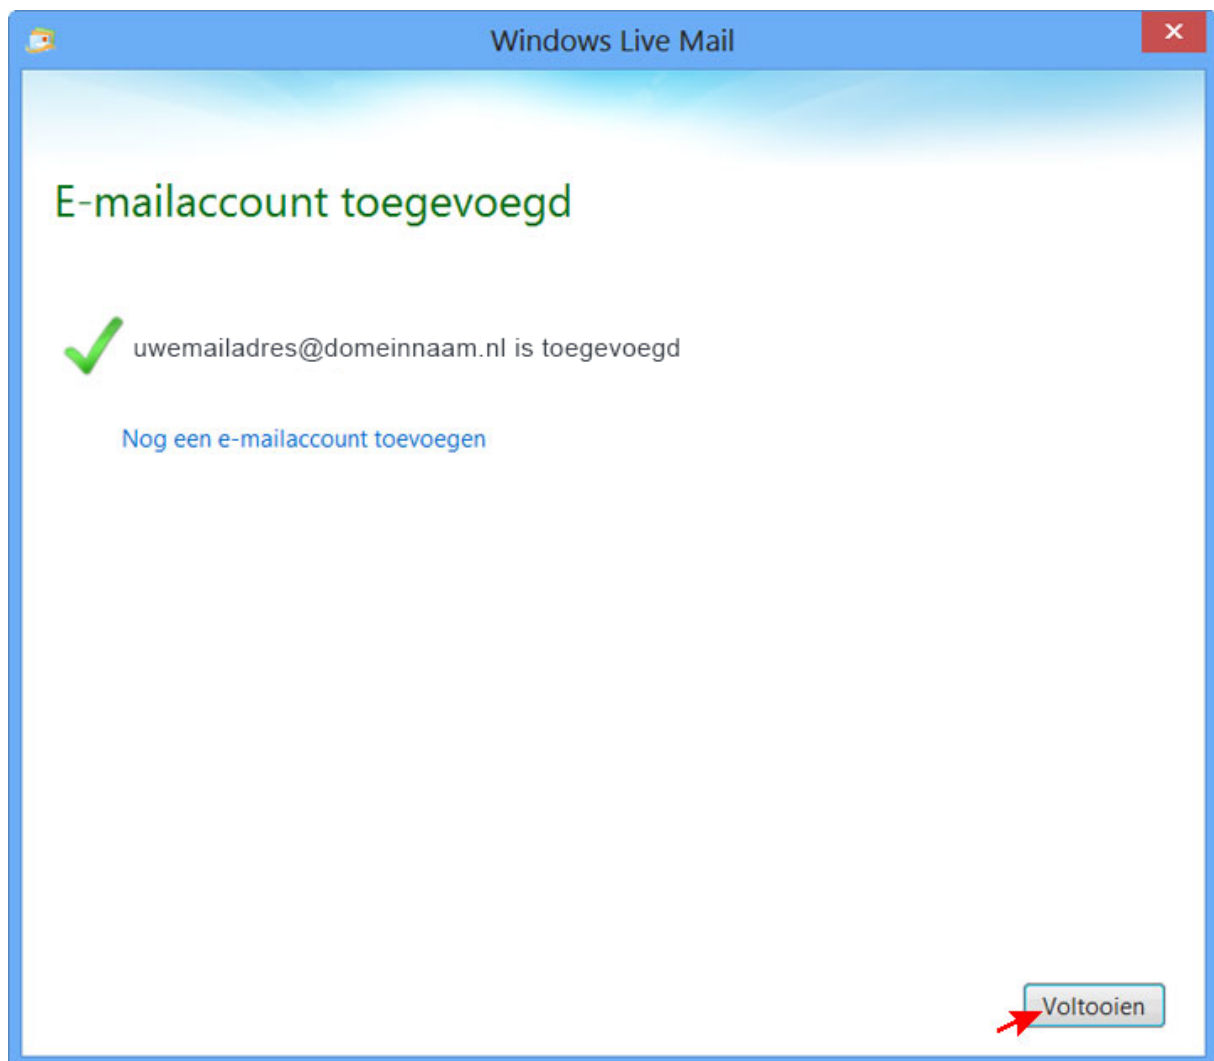 Windows Live Mail
E-mailaccount toegevoegd
uwemailadres@domeinnaam.nl is toegevoegd
Nog een e-mailaccount toevoegen
Voltooien